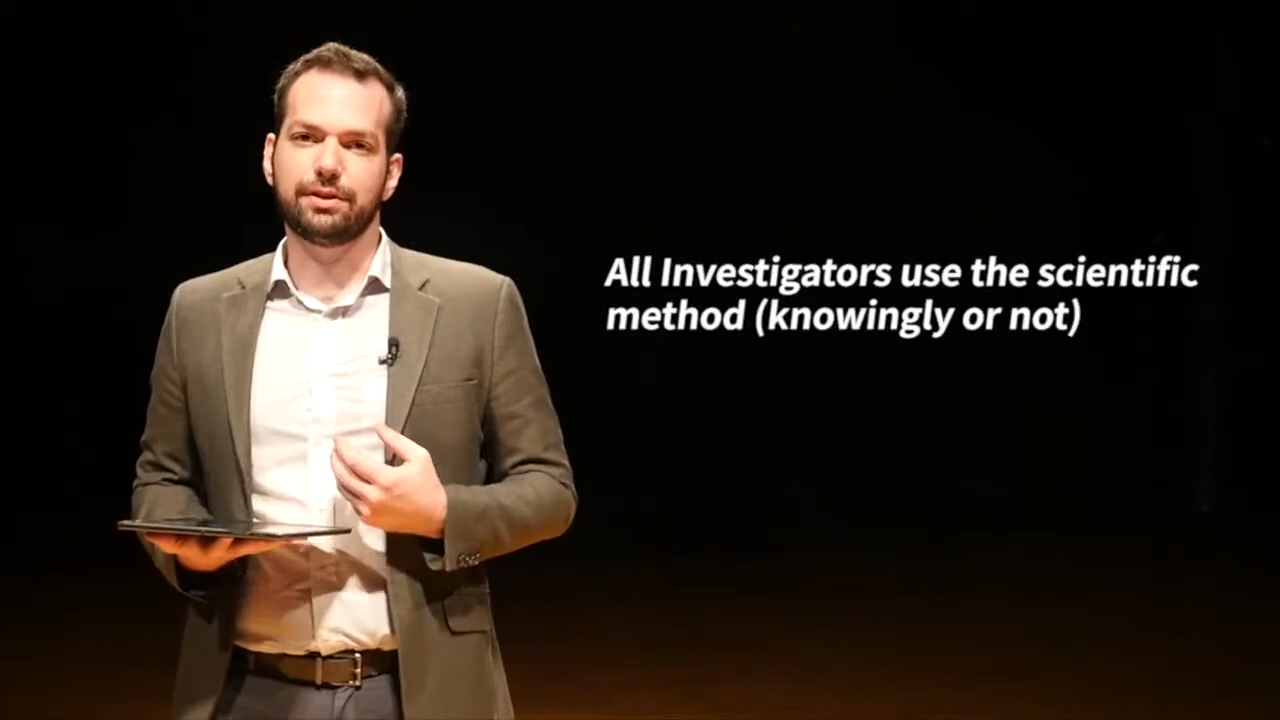 All Investigators use the scientific
method (knowingly or not)